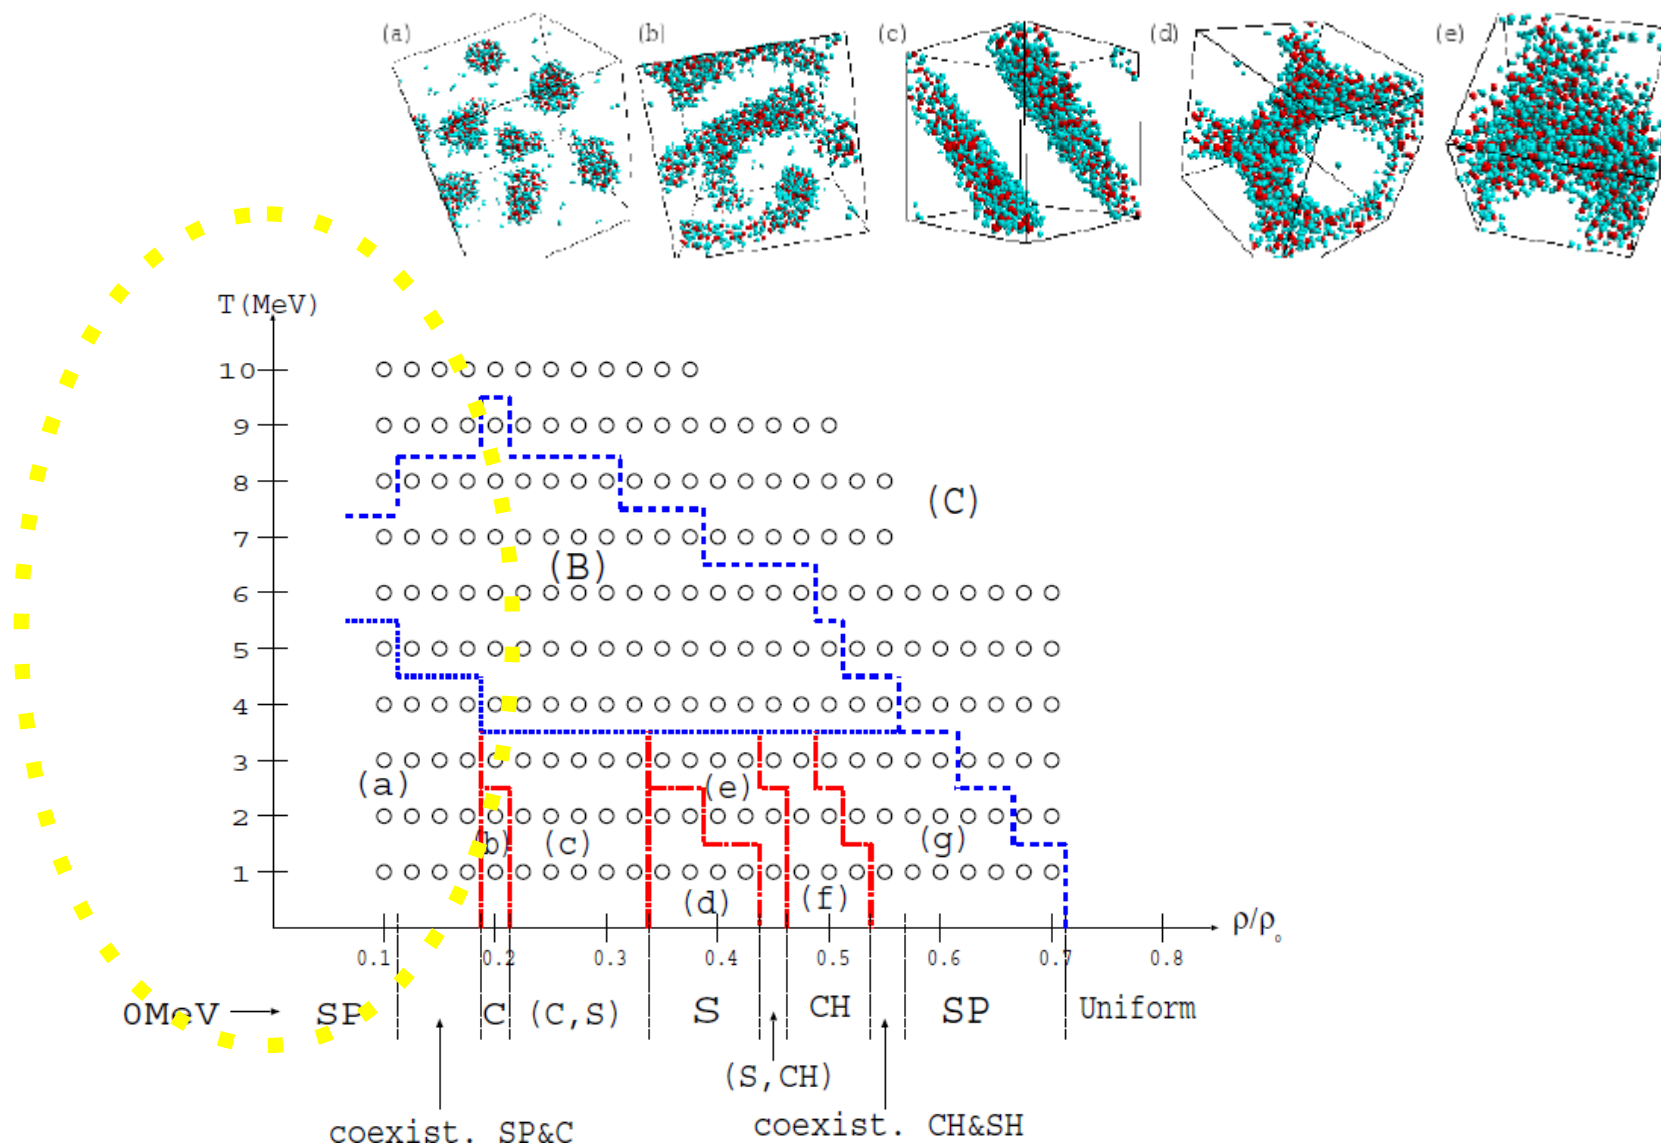 (a) (b) (c) (d) (e)
T(MeV)
10
9
(C)
8
7
(B)
6
5
4
3
(a) (e)
2
(b) (c) (g)
1
(d) (f)
ρ/ρ₀
0.1 0.2 0.3 0.4 0.5 0.6 0.7 0.8
0MeV SP C (C,S) S CH SP Uniform
(S,CH)
coexist. SP&C coexist. CH&SH